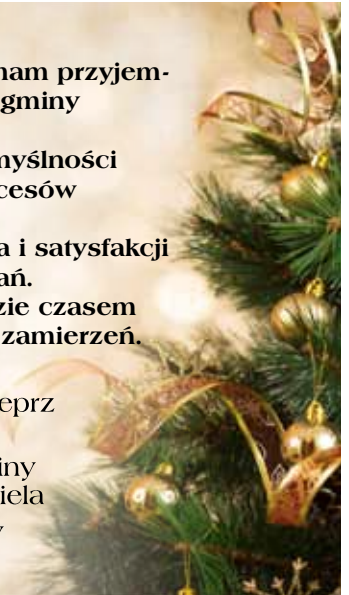 nam przyjem-
gminy
myślności
cesów
a i satysfakcji
ań.
zie czasem
zamierzeń.
eprz
iny
iela
y